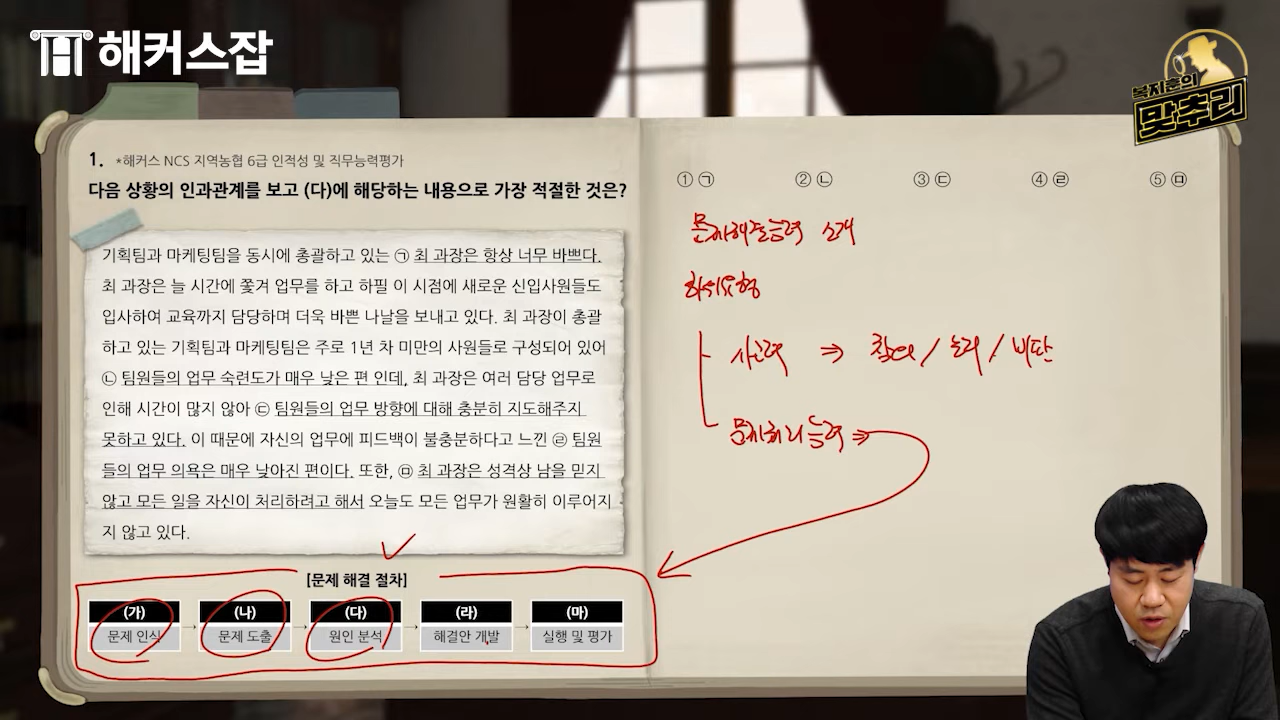 해커스잡
복지훈의
맛추리
1. *해커스 NCS 지역농협 6급 인적성 및 직무능력평가
다음 상황의 인과관계를 보고 (다)에 해당하는 내용으로 가장 적절한 것은?
기획팀과 마케팅팀을 동시에 총괄하고 있는 ㉠ 최 과장은 항상 너무 바쁘다.
최 과장은 늘 시간에 쫓겨 업무를 하고 하필 이 시점에 새로운 신입사원들도
입사하여 교육까지 담당하며 더욱 바쁜 나날을 보내고 있다. 최 과장이 총괄
하고 있는 기획팀과 마케팅팀은 주로 1년 차 미만의 사원들로 구성되어 있어
㉡ 팀원들의 업무 숙련도가 매우 낮은 편 인데, 최 과장은 여러 담당 업무로
인해 시간이 많지 않아 ㉢ 팀원들의 업무 방향에 대해 충분히 지도해주지
못하고 있다. 이 때문에 자신의 업무에 피드백이 불충분하다고 느낀 ㉣ 팀원
들의 업무 의욕은 매우 낮아진 편이다. 또한, ㉤ 최 과장은 성격상 남을 믿지
않고 모든 일을 자신이 처리하려고 해서 오늘도 모든 업무가 원활히 이루어지
지 않고 있다.
[문제 해결 절차]
(가) (나) (다) (라) (마)
문제 인식 → 문제 도출 → 원인 분석 → 해결안 개발 → 실행 및 평가
① ㉠ ② ㉡ ③ ㉢ ④ ㉣ ⑤ ㉤
문제해결능력 소개
하위유형
사고력 ⇒ 창의 / 논리 / 비판
문제처리능력 ⇒